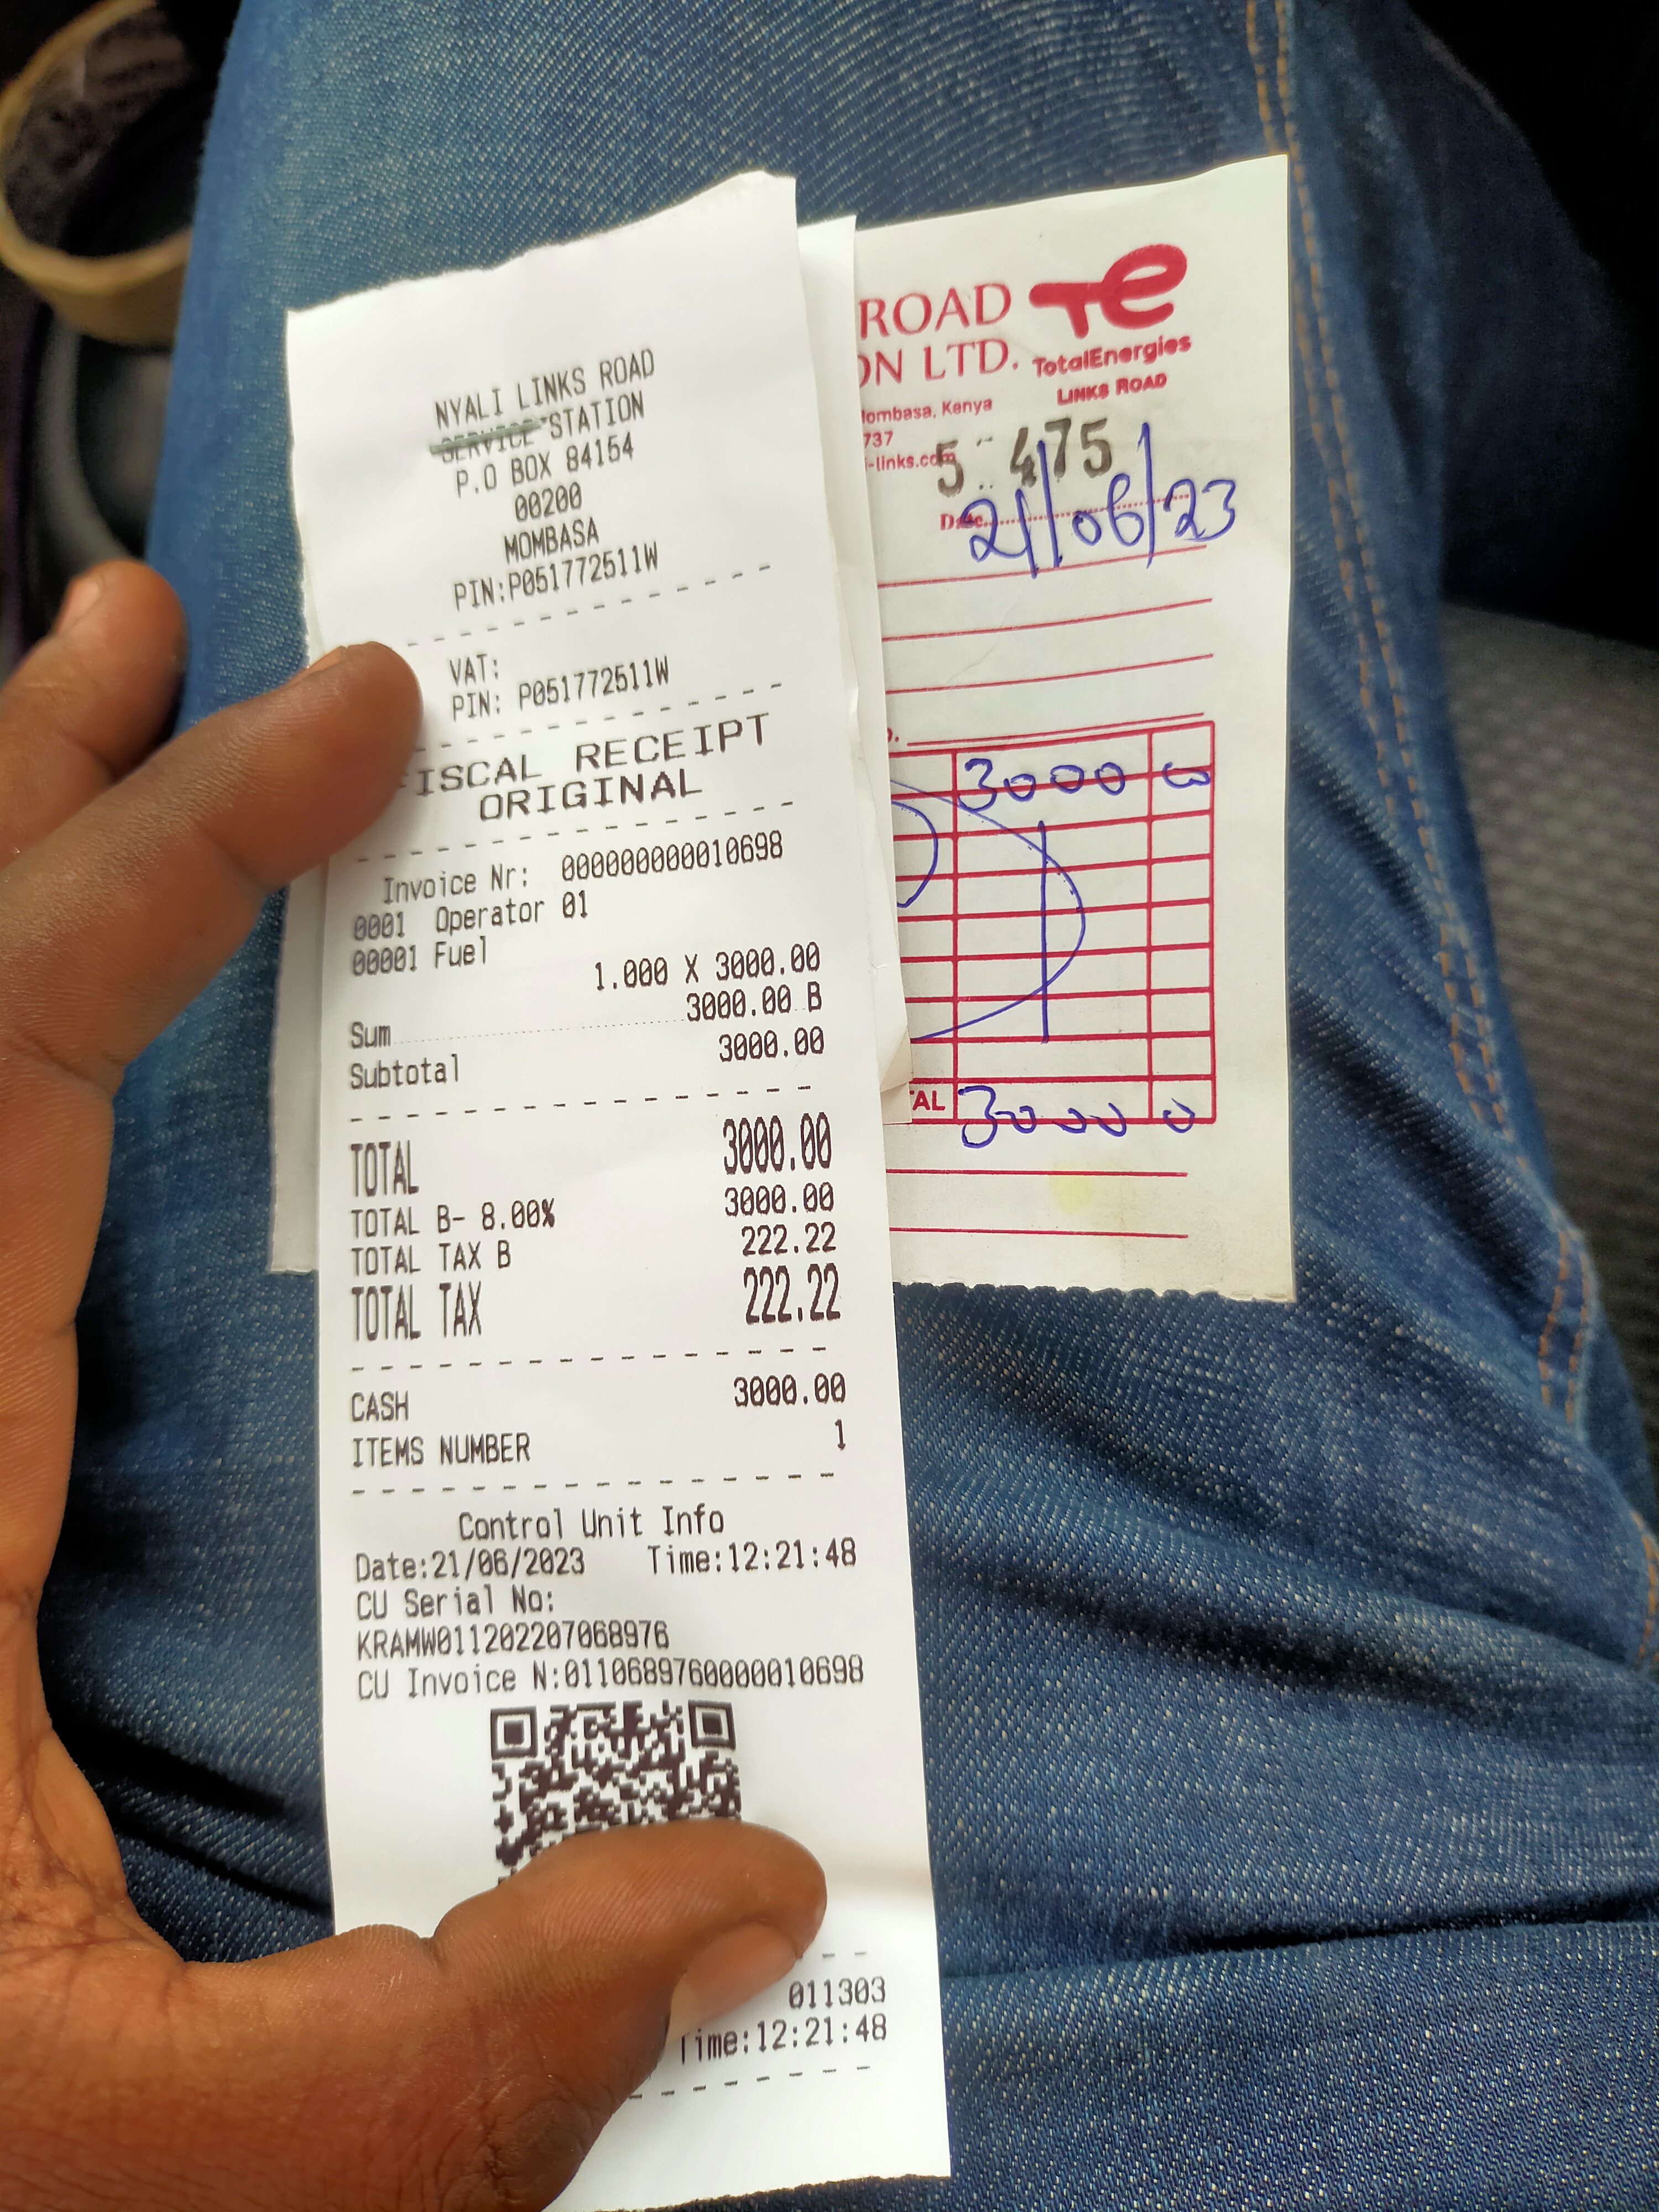 NYALI LINKS ROAD
SERVICE STATION
P.O BOX 84154
00200
MOMBASA
PIN:P051772511W
VAT:
PIN: P051772511W
FISCAL RECEIPT
ORIGINAL
Invoice Nr: 000000000010698
0001 Operator 01
00001 Fuel
1.000 X 3000.00
3000.00 B
Sum
Subtotal 3000.00
TOTAL 3000.00
TOTAL B- 8.00% 3000.00
TOTAL TAX B 222.22
TOTAL TAX 222.22
CASH 3000.00
ITEMS NUMBER 1
Control Unit Info
Date:21/06/2023 Time:12:21:48
CU Serial No:
KRAMW011202207068976
CU Invoice N:0110689760000010698
011303
Time:12:21:48
ROAD
ON LTD.
TotalEnergies
LINKS ROAD
Mombasa, Kenya
737
-links.com
5 475
Date 21/06/23
3000 00
TAL 3000 0